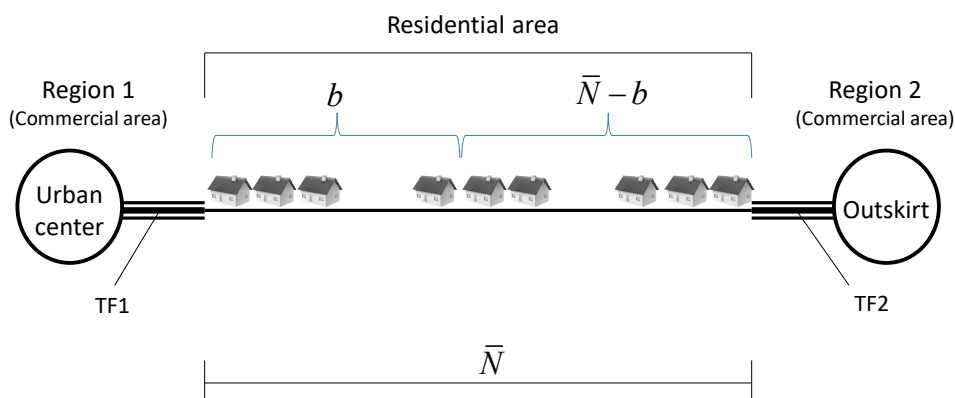 Residential area
Region 1
(Commercial area)
b
N̅ − b
Region 2
(Commercial area)
Urban
center
Outskirt
TF1
TF2
N̅